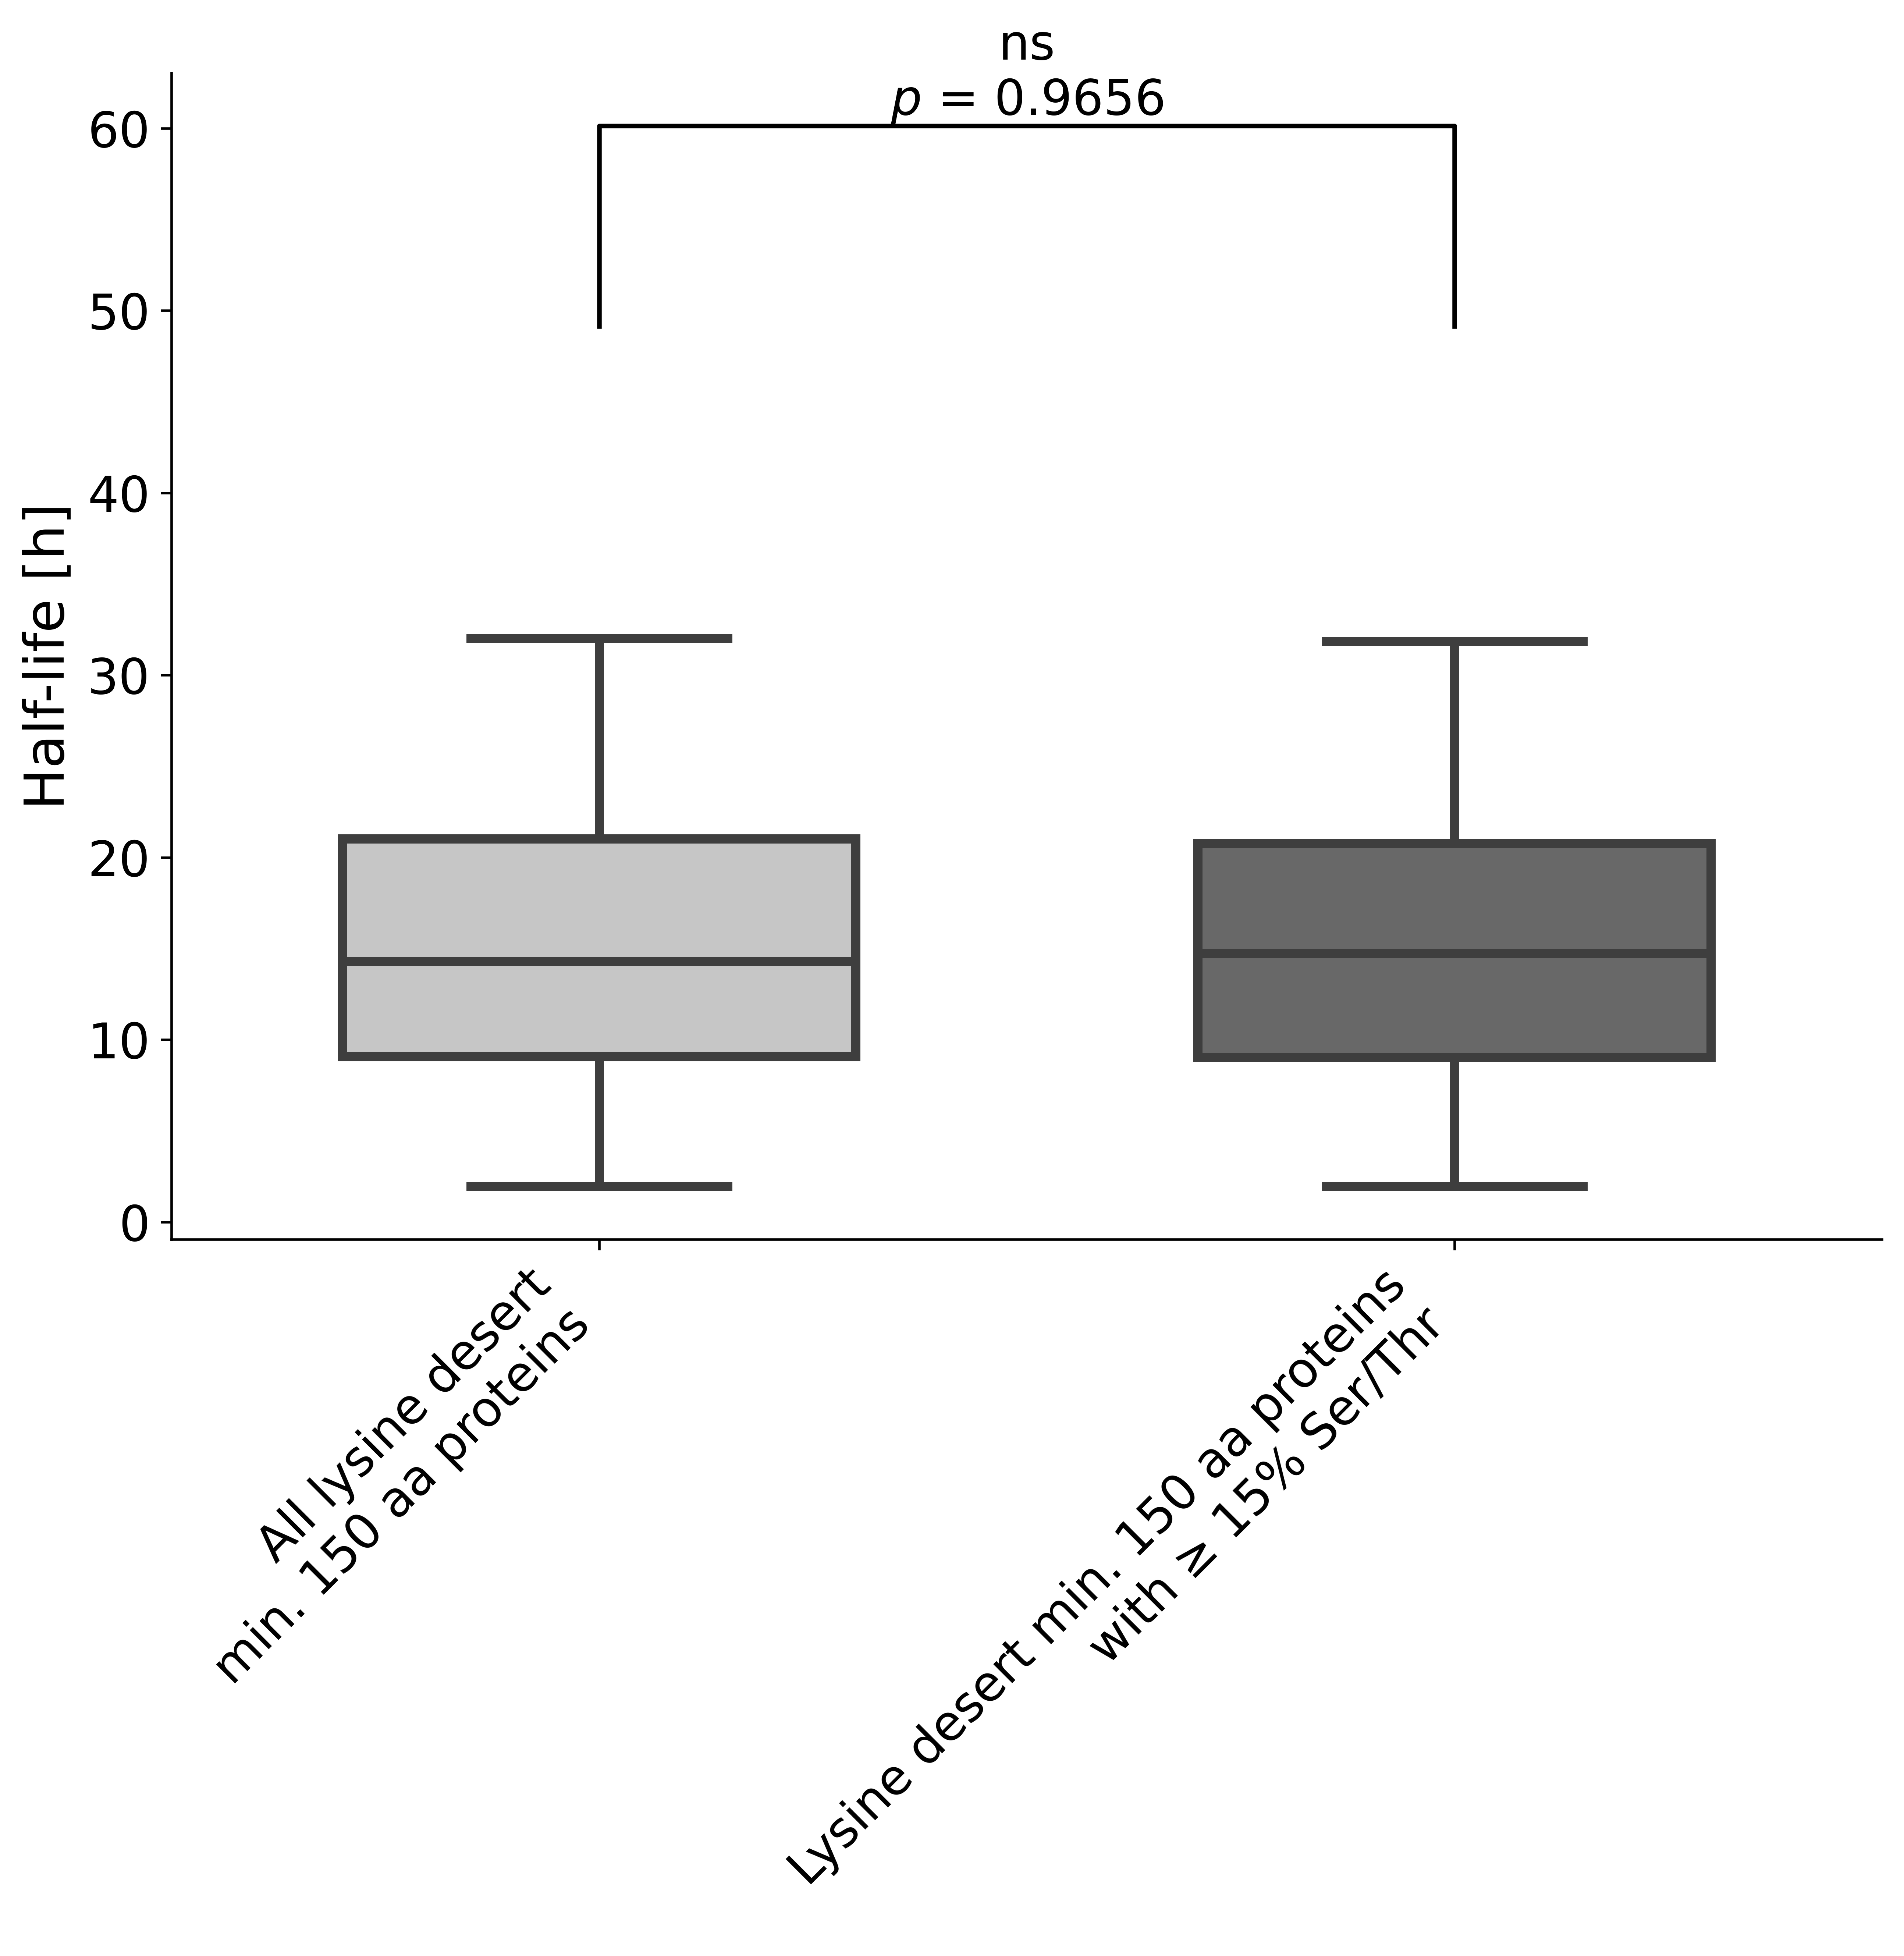 ns
p = 0.9656
Half-life [h]
60
50
40
30
20
10
0
All lysine desert
min. 150 aa proteins
Lysine desert min. 150 aa proteins
with ≥ 15% Ser/Thr